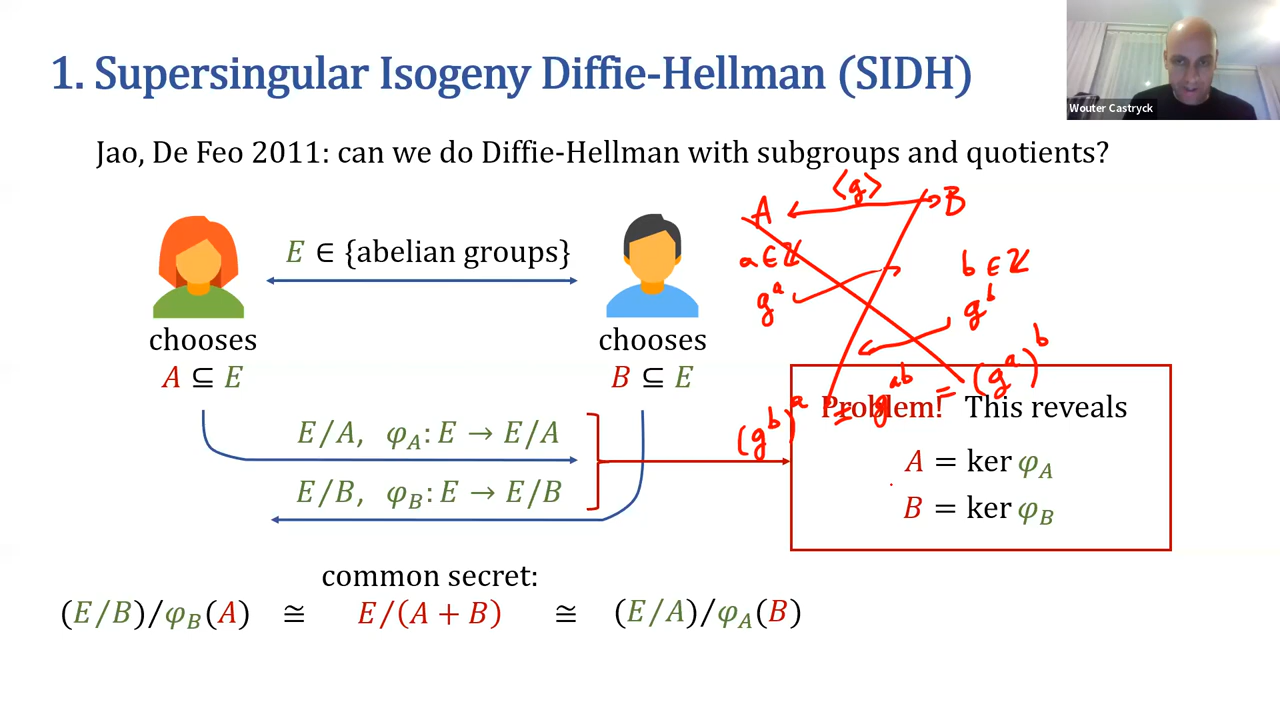 1. Supersingular Isogeny Diffie-Hellman (SIDH)
Wouter Castryck
Jao, De Feo 2011: can we do Diffie-Hellman with subgroups and quotients?
E ∈ {abelian groups}
chooses
A ⊆ E
chooses
B ⊆ E
E/A, φ_A: E → E/A
E/B, φ_B: E → E/B
A ⟨g⟩ B
a ∈ ℤ
b ∈ ℤ
g^a
g^b
(g^b)^a = g^{ab} = (g^a)^b
Problem! This reveals
A = ker φ_A
B = ker φ_B
common secret:
(E/B)/φ_B(A) ≅ E/(A + B) ≅ (E/A)/φ_A(B)